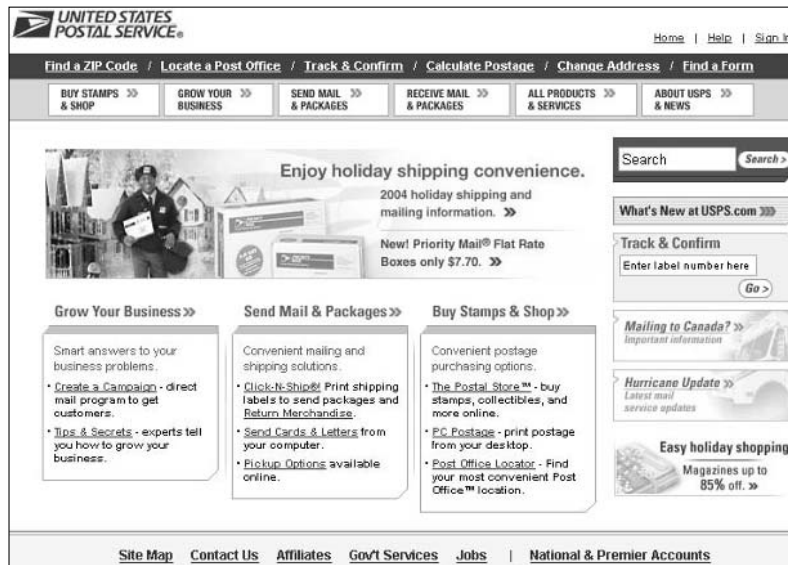 UNITED STATES
POSTAL SERVICE®
Home | Help | Sign In
Find a ZIP Code / Locate a Post Office / Track & Confirm / Calculate Postage / Change Address / Find a Form
BUY STAMPS >>
& SHOP
GROW YOUR >>
BUSINESS
SEND MAIL >>
& PACKAGES
RECEIVE MAIL >>
& PACKAGES
ALL PRODUCTS >>
& SERVICES
ABOUT USPS >>
& NEWS
Enjoy holiday shipping convenience.
2004 holiday shipping and
mailing information. >>
New! Priority Mail® Flat Rate
Boxes only $7.70. >>
Search
Search >
What's New at USPS.com >>>
Track & Confirm
Enter label number here
Go >
Mailing to Canada? >>
Important information
Hurricane Update >>
Latest mail
service updates
Easy holiday shopping
Magazines up to
85% off. >>
Grow Your Business >>
Smart answers to your
business problems.
• Create a Campaign - direct
mail program to get
customers.
• Tips & Secrets - experts tell
you how to grow your
business.
Send Mail & Packages >>
Convenient mailing and
shipping solutions.
• Click-N-Ship®! Print shipping
labels to send packages and
Return Merchandise.
• Send Cards & Letters from
your computer.
• Pickup Options available
online.
Buy Stamps & Shop >>
Convenient postage
purchasing options.
• The Postal Store™ - buy
stamps, collectibles, and
more online.
• PC Postage - print postage
from your desktop.
• Post Office Locator - Find
your most convenient Post
Office™ location.
Site Map Contact Us Affiliates Gov't Services Jobs | National & Premier Accounts